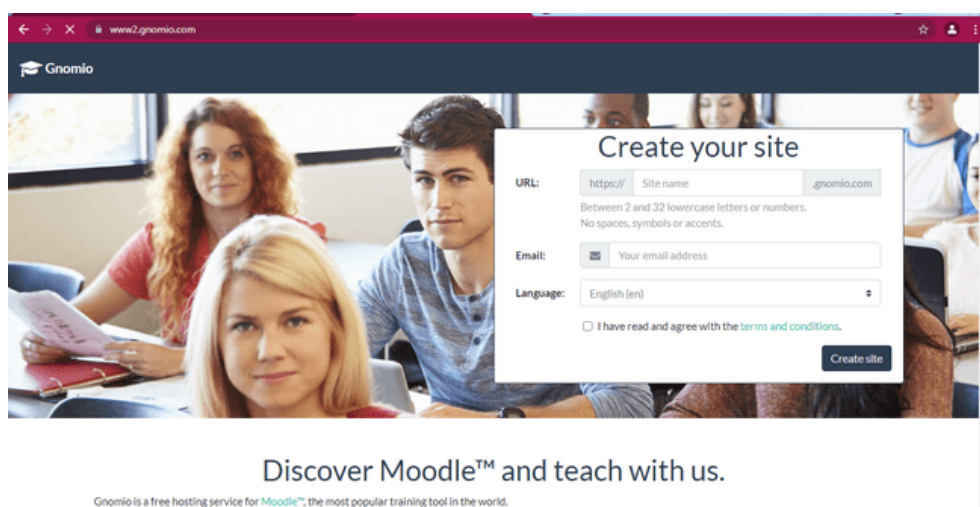 www2.gnomio.com
Gnomio
Create your site
URL:
https:// Site name .gnomio.com
Between 2 and 32 lowercase letters or numbers.
No spaces, symbols or accents.
Email:
Your email address
Language:
English (en)
I have read and agree with the terms and conditions.
Create site
Discover Moodle™ and teach with us.
Gnomio is a free hosting service for Moodle™, the most popular training tool in the world.